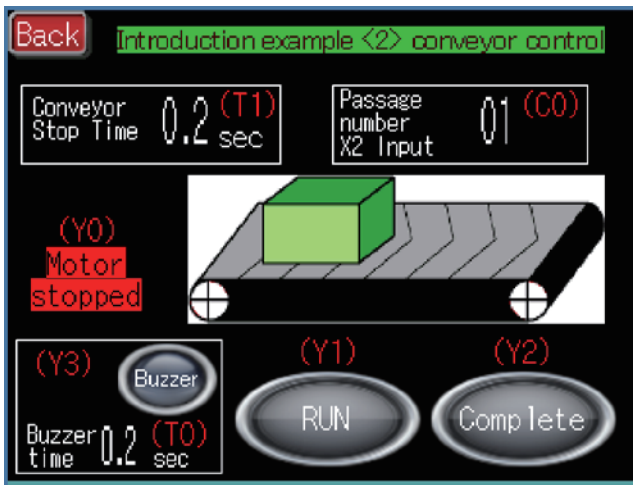 Back
Introduction example <2> conveyor control
Conveyor
Stop Time
0.2
(T1)
sec
Passage
number
X2 Input
01
(C0)
(Y0)
Motor
stopped
(Y3)
Buzzer
Buzzer
time
0.2
(T0)
sec
(Y1)
RUN
(Y2)
Complete